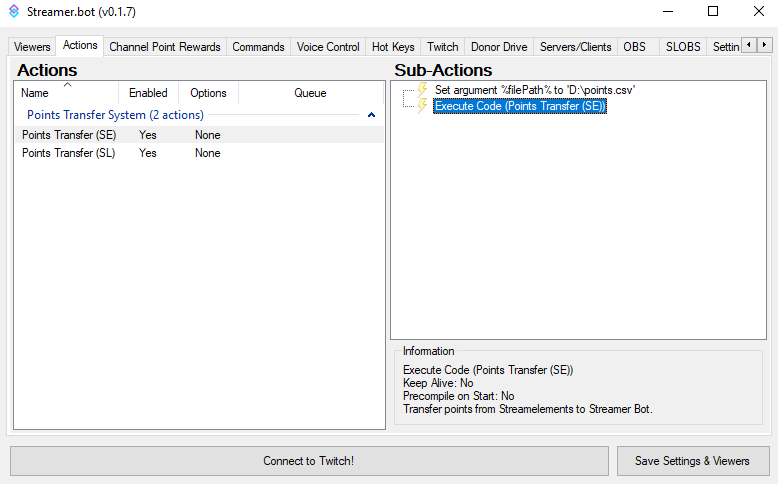 Streamer.bot (v0.1.7)
Viewers Actions Channel Point Rewards Commands Voice Control Hot Keys Twitch Donor Drive Servers/Clients OBS SLOBS Settin
Actions
Name Enabled Options Queue
Points Transfer System (2 actions)
Points Transfer (SE) Yes None
Points Transfer (SL) Yes None
Sub-Actions
Set argument %filePath% to 'D:\points.csv'
Execute Code (Points Transfer (SE))
Information
Execute Code (Points Transfer (SE))
Keep Alive: No
Precompile on Start: No
Transfer points from Streamelements to Streamer Bot.
Connect to Twitch!
Save Settings & Viewers